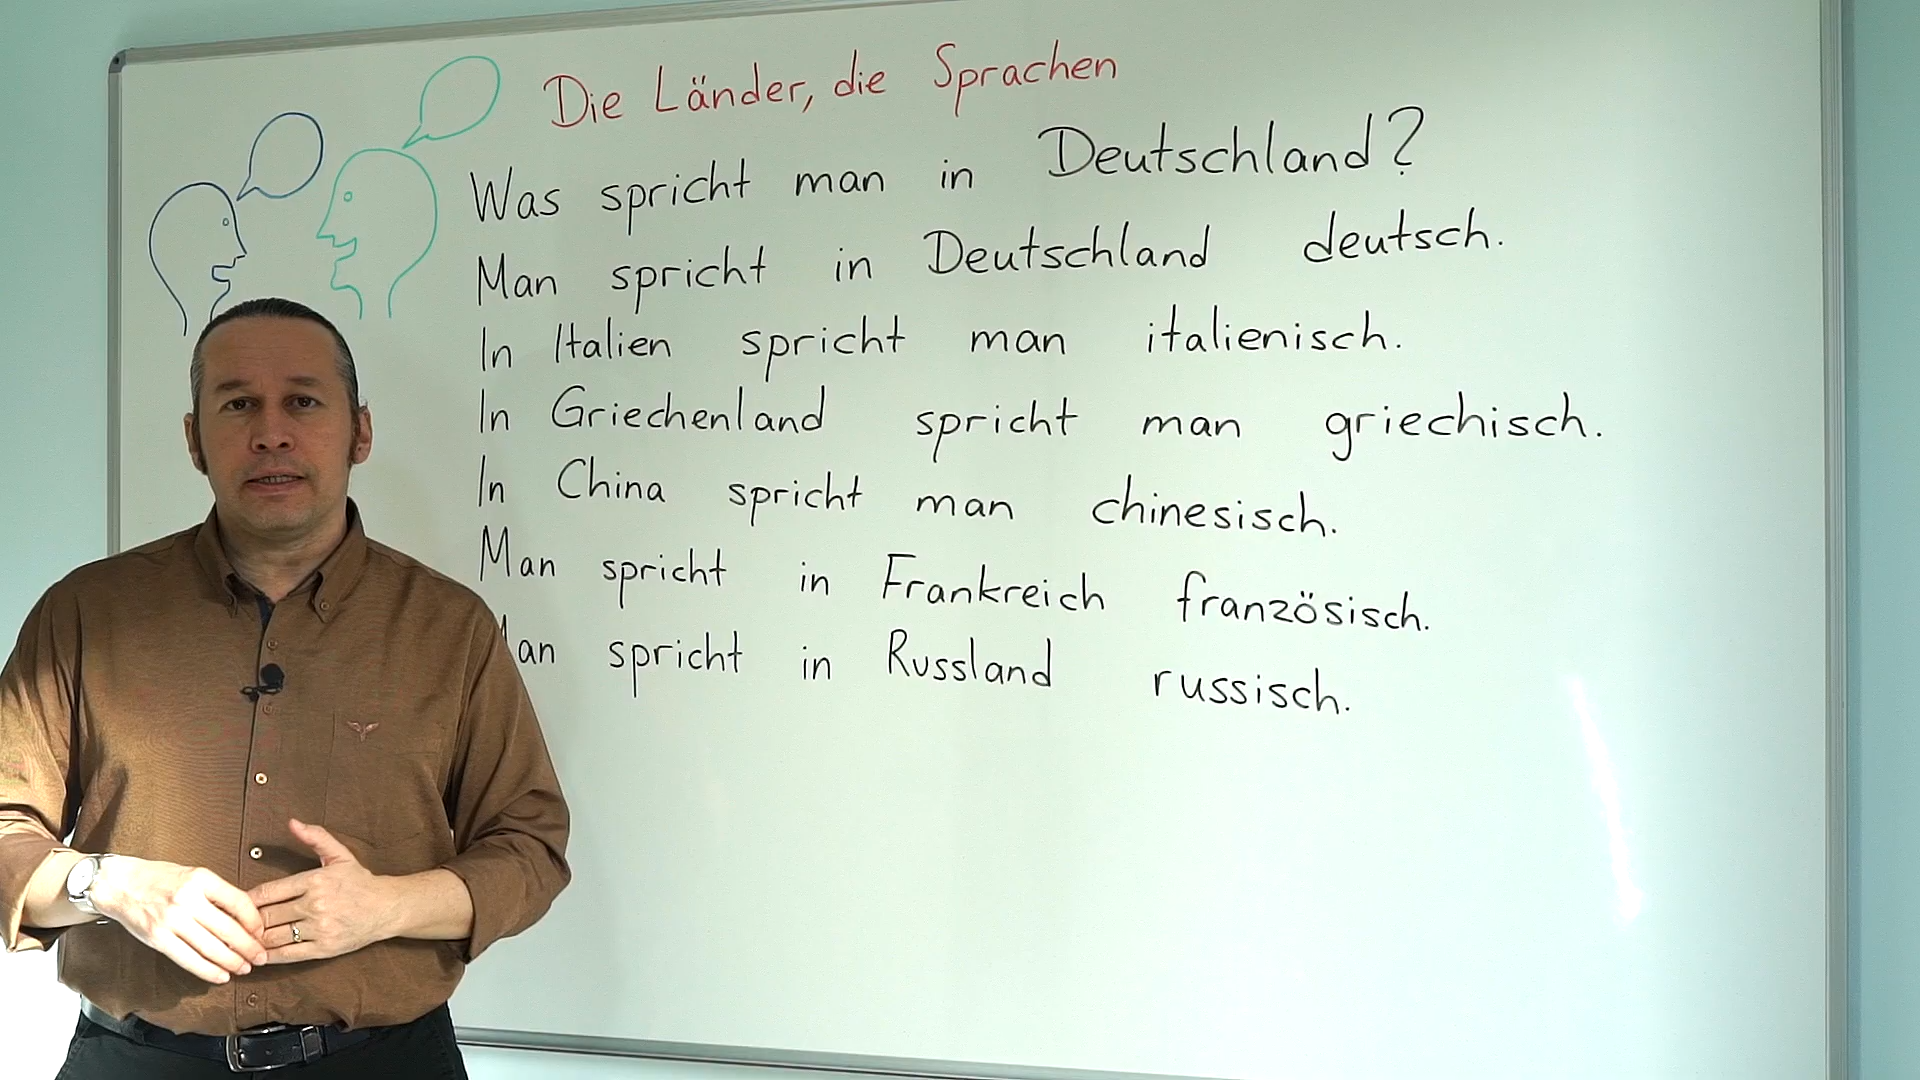 Die Länder, die Sprachen
Was spricht man in Deutschland?
Man spricht in Deutschland deutsch.
In Italien spricht man italienisch.
In Griechenland spricht man griechisch.
In China spricht man chinesisch.
Man spricht in Frankreich französisch.
Man spricht in Russland russisch.